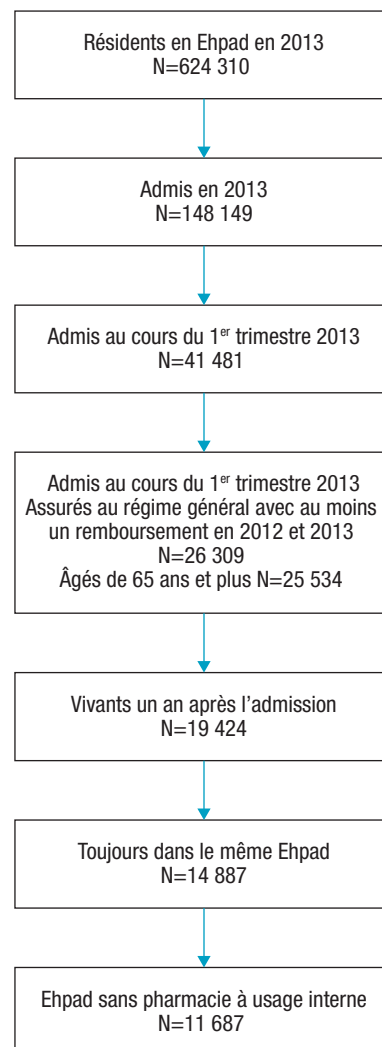 Résidents en Ehpad en 2013
N=624 310
Admis en 2013
N=148 149
Admis au cours du 1er trimestre 2013
N=41 481
Admis au cours du 1er trimestre 2013
Assurés au régime général avec au moins
un remboursement en 2012 et 2013
N=26 309
Âgés de 65 ans et plus N=25 534
Vivants un an après l’admission
N=19 424
Toujours dans le même Ehpad
N=14 887
Ehpad sans pharmacie à usage interne
N=11 687